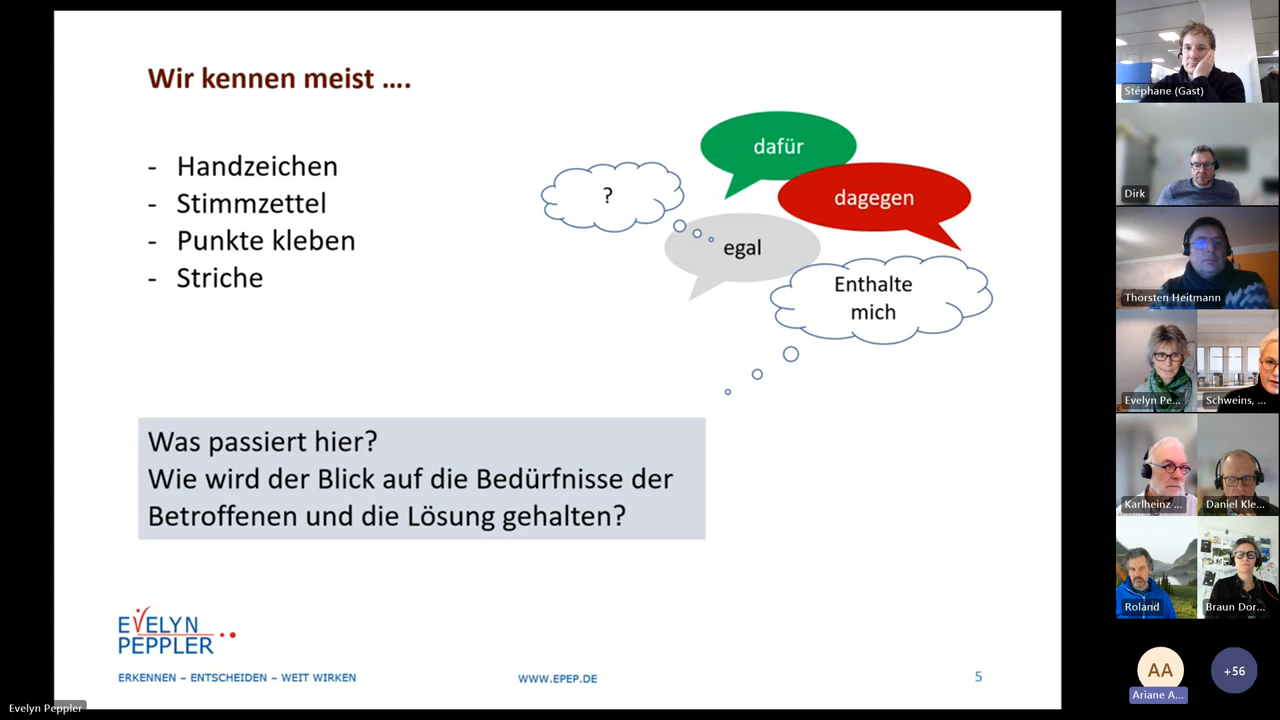 Wir kennen meist ....
- Handzeichen
- Stimmzettel
- Punkte kleben
- Striche
dafür
?
dagegen
egal
Enthalte
mich
Was passiert hier?
Wie wird der Blick auf die Bedürfnisse der
Betroffenen und die Lösung gehalten?
EVELYN
PEPPLER
ERKENNEN – ENTSCHEIDEN – WEIT WIRKEN
WWW.EPEP.DE
5
Evelyn Peppler
Stéphane (Gast)
Dirk
Thorsten Heitmann
Evelyn Pe...
Schweins, ...
Karlheinz ...
Daniel Kle...
Roland
Braun Dor...
AA
Ariane A...
+56